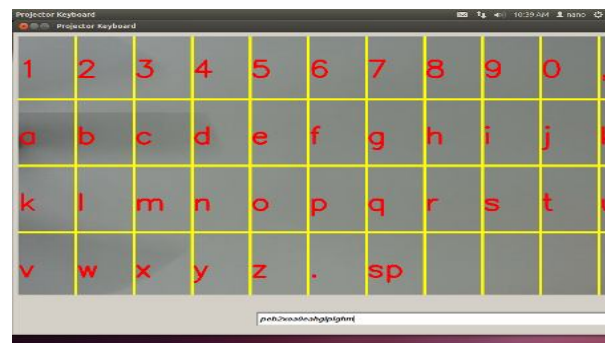 Projector Keyboard 10:39 AM nano
Projector Keyboard
1 2 3 4 5 6 7 8 9 0
a b c d e f g h i j
k l m n o p q r s t u
v w x y z . sp